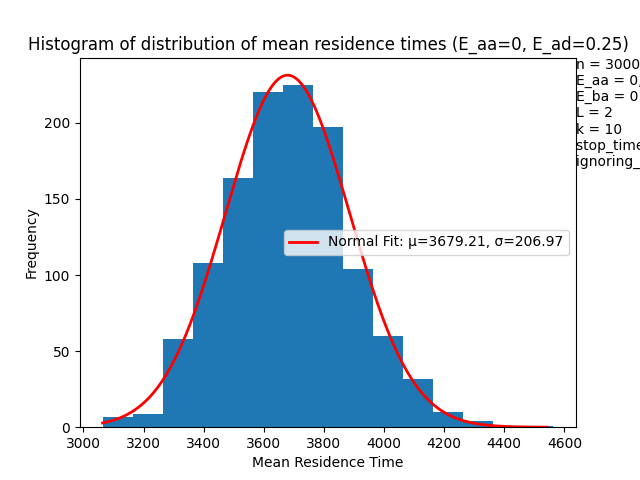 Histogram of distribution of mean residence times (E_aa=0, E_ad=0.25)
n = 3000
E_aa = 0,
E_ba = 0
L = 2
k = 10
stop_time
ignoring_
Normal Fit: μ=3679.21, σ=206.97
Frequency
200
150
100
50
0
3000 3200 3400 3600 3800 4000 4200 4400 4600
Mean Residence Time